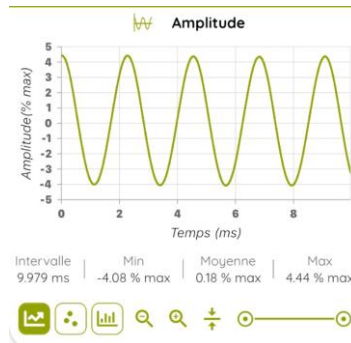 Amplitude
Amplitude(% max)
5
4
3
2
1
0
-1
-2
-3
-4
-5
0 2 4 6 8
Temps (ms)
Intervalle Min Moyenne Max
9.979 ms -4.08 % max 0.18 % max 4.44 % max